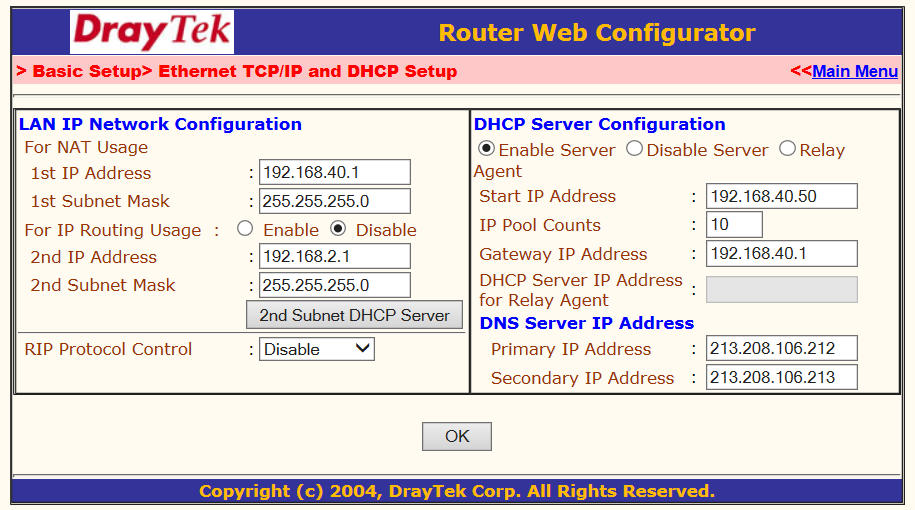 DrayTek
Router Web Configurator
> Basic Setup> Ethernet TCP/IP and DHCP Setup
<<Main Menu
LAN IP Network Configuration
For NAT Usage
1st IP Address : 192.168.40.1
1st Subnet Mask : 255.255.255.0
For IP Routing Usage : Enable Disable
2nd IP Address : 192.168.2.1
2nd Subnet Mask : 255.255.255.0
2nd Subnet DHCP Server
RIP Protocol Control : Disable
DHCP Server Configuration
Enable Server Disable Server Relay
Agent
Start IP Address : 192.168.40.50
IP Pool Counts : 10
Gateway IP Address : 192.168.40.1
DHCP Server IP Address
for Relay Agent :
DNS Server IP Address
Primary IP Address : 213.208.106.212
Secondary IP Address : 213.208.106.213
OK
Copyright (c) 2004, DrayTek Corp. All Rights Reserved.